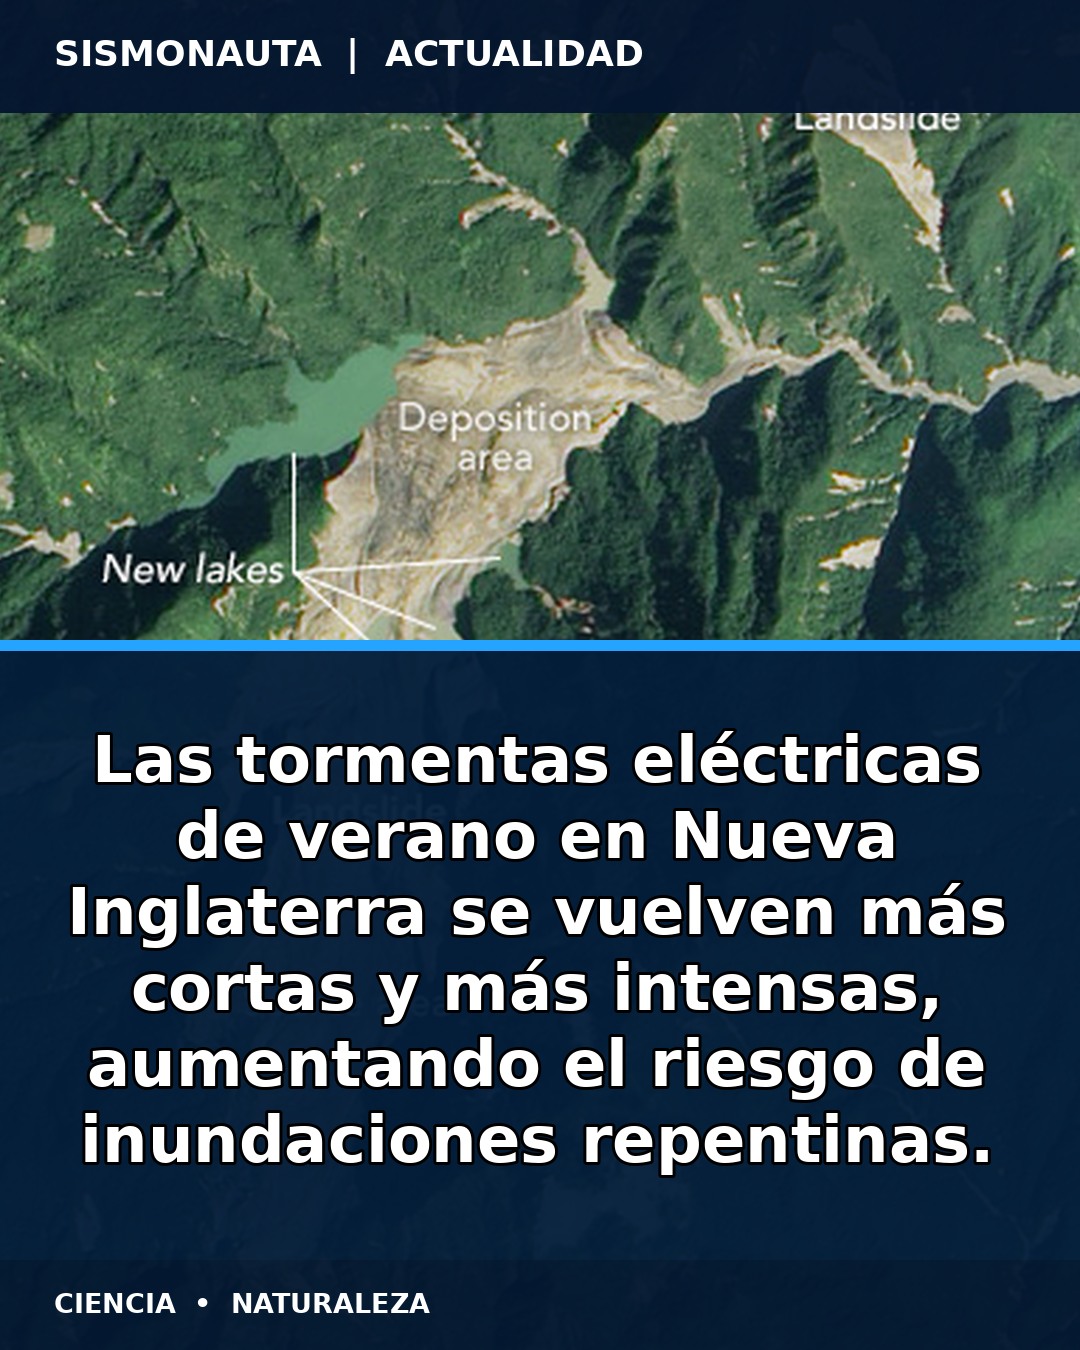 SISMONAUTA | ACTUALIDAD
Landslide
Deposition
area
New lakes
Las tormentas eléctricas
de verano en Nueva
Inglaterra se vuelven más
cortas y más intensas,
aumentando el riesgo de
inundaciones repentinas.
CIENCIA • NATURALEZA